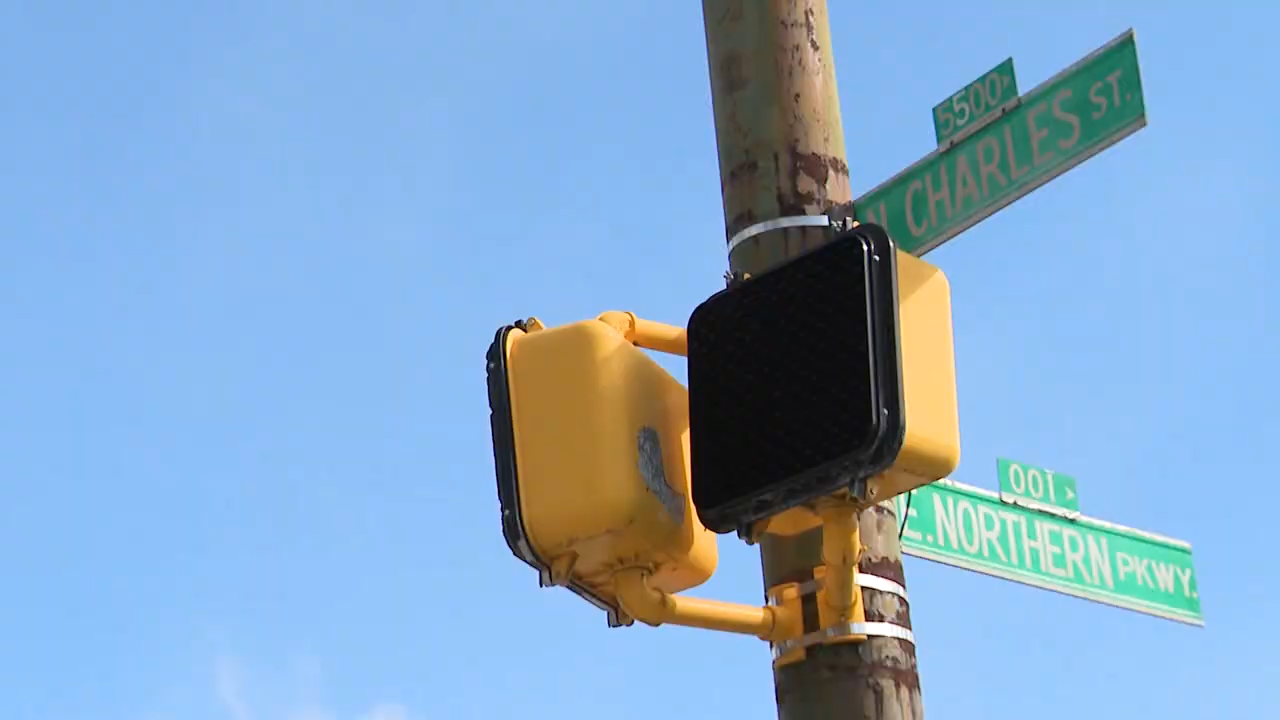 5500 >
N CHARLES ST.
001 >
E. NORTHERN PKWY.